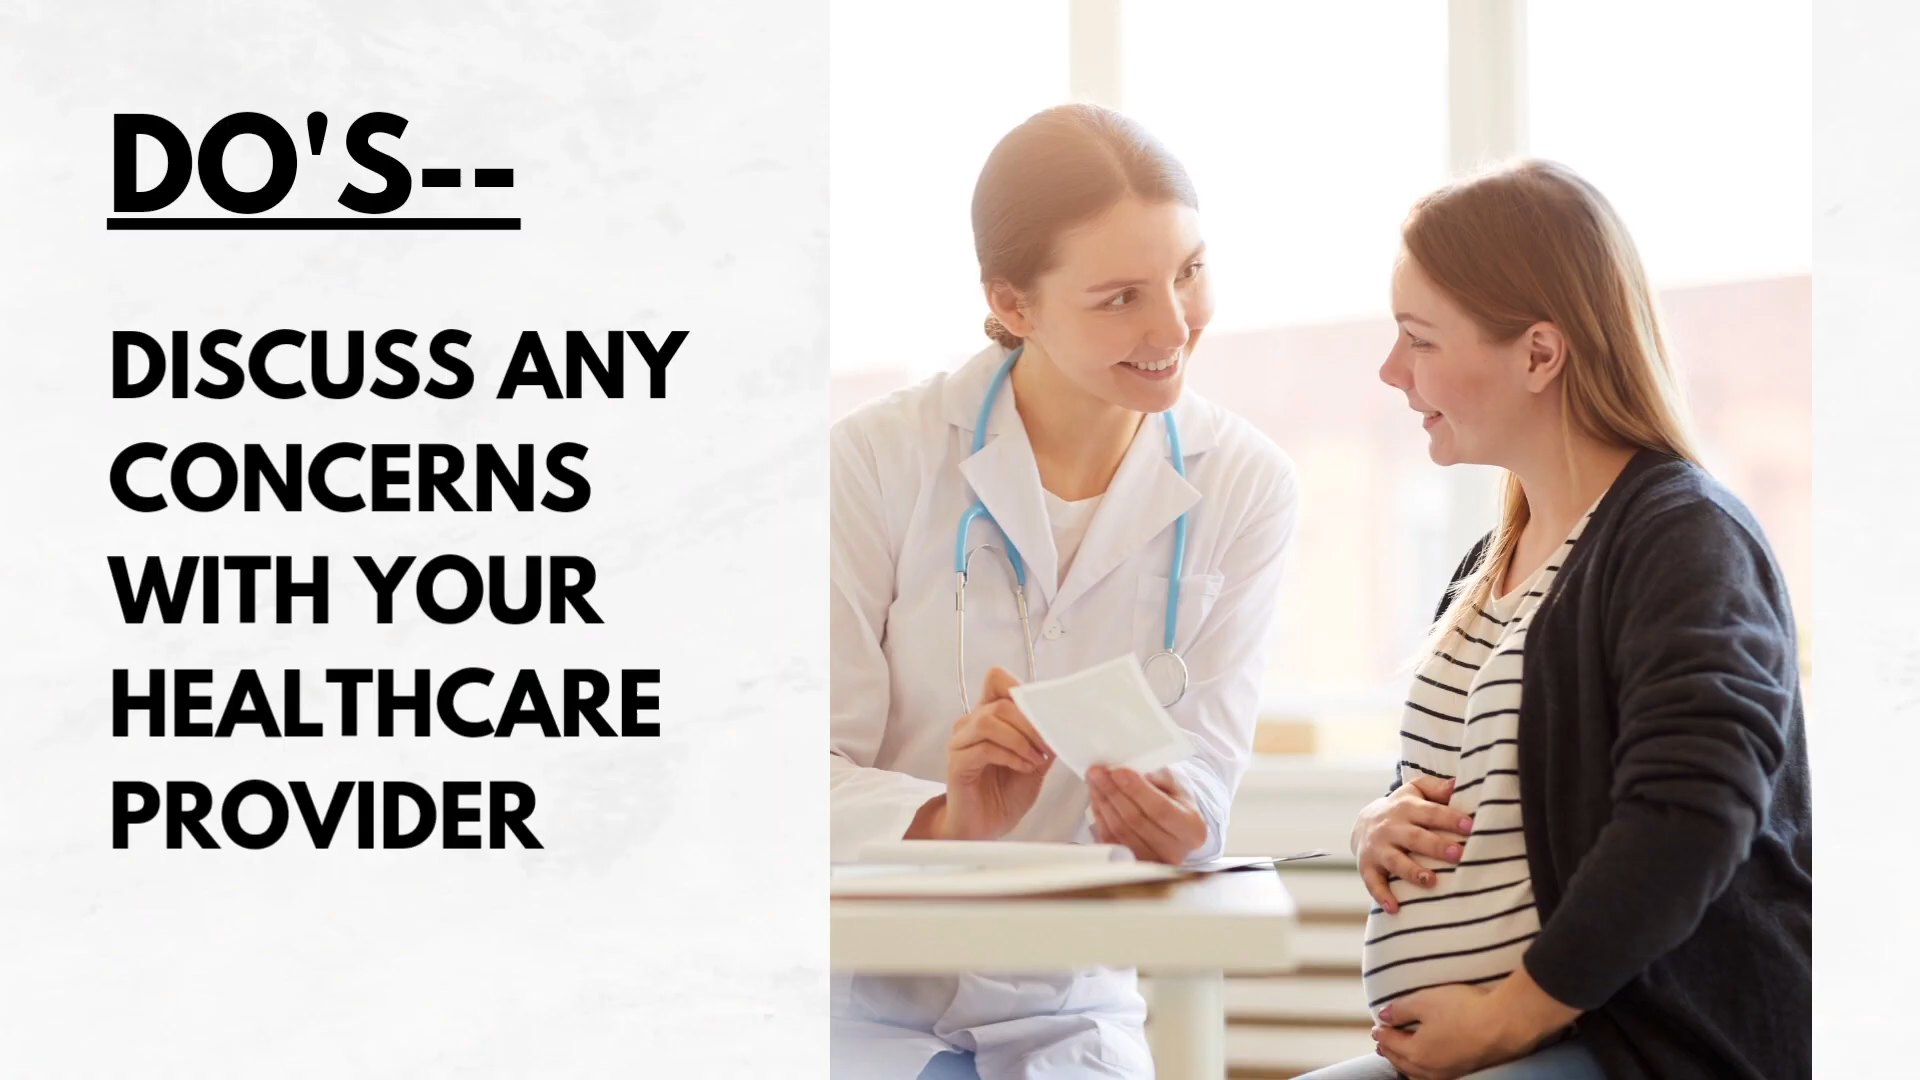 DO'S--
DISCUSS ANY
CONCERNS
WITH YOUR
HEALTHCARE
PROVIDER